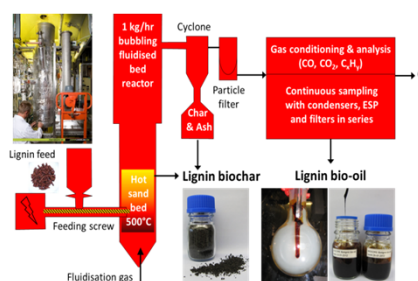 1 kg/hr
bubbling
fluidised
bed
reactor
Cyclone
Particle
filter
Gas conditioning & analysis
(CO, CO₂, CₓHᵧ)
Continuous sampling
with condensers, ESP
and filters in series
Char
& Ash
Lignin feed
Hot
sand
bed
500°C
Feeding screw
Fluidisation gas
Lignin biochar
Lignin bio-oil